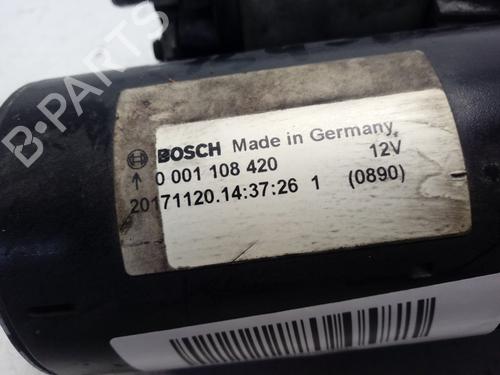 B-Parts
BOSCH Made in Germany
0 001 108 420 12V
20171120.14:37:26 1 (0890)